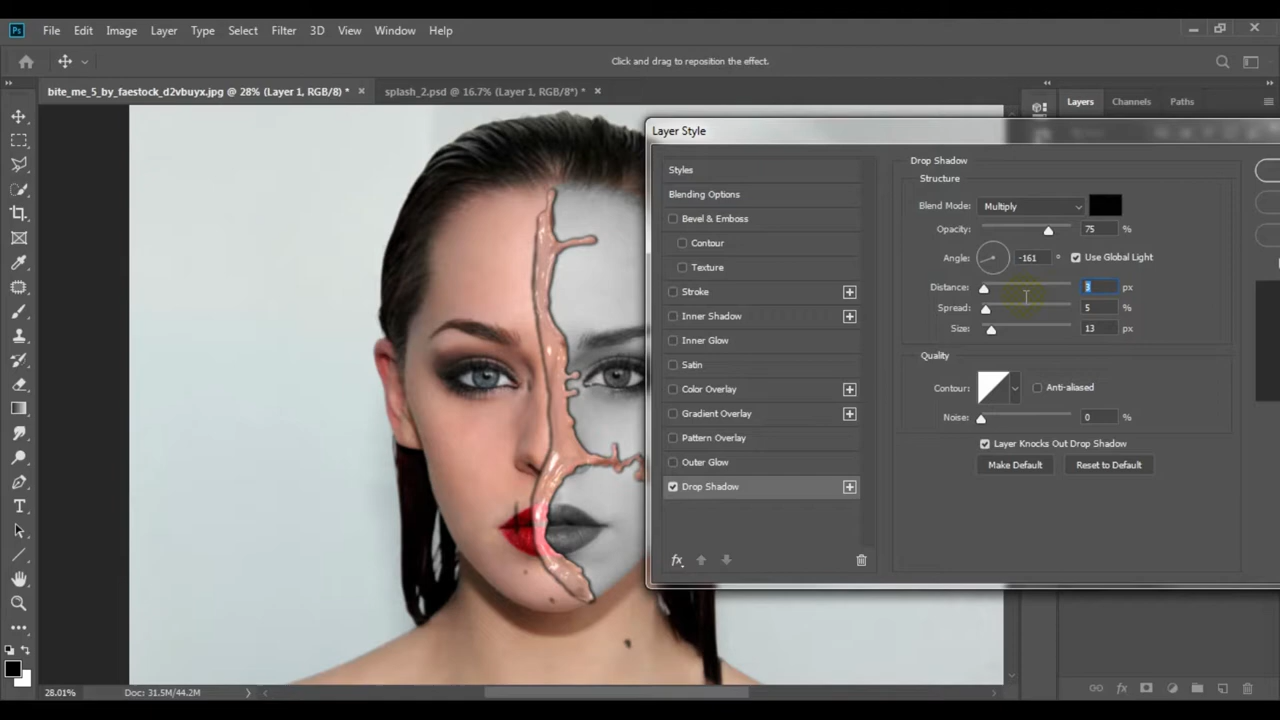 Ps File Edit Image Layer Type Select Filter 3D View Window Help
Click and drag to reposition the effect.
bite_me_5_by_faestock_d2vbuyx.jpg @ 28% (Layer 1, RGB/8) * × splash_2.psd @ 16.7% (Layer 1, RGB/8) * ×
Layers Channels Paths
Layer Style
Styles
Blending Options
Bevel & Emboss
Contour
Texture
Stroke
Inner Shadow
Inner Glow
Satin
Color Overlay
Gradient Overlay
Pattern Overlay
Outer Glow
Drop Shadow
fx
Drop Shadow
Structure
Blend Mode: Multiply
Opacity: 75 %
Angle: -161 ° Use Global Light
Distance: 3 px
Spread: 5 %
Size: 13 px
Quality
Contour: Anti-aliased
Noise: 0 %
Layer Knocks Out Drop Shadow
Make Default Reset to Default
28.01% Doc: 31.5M/44.2M
fx